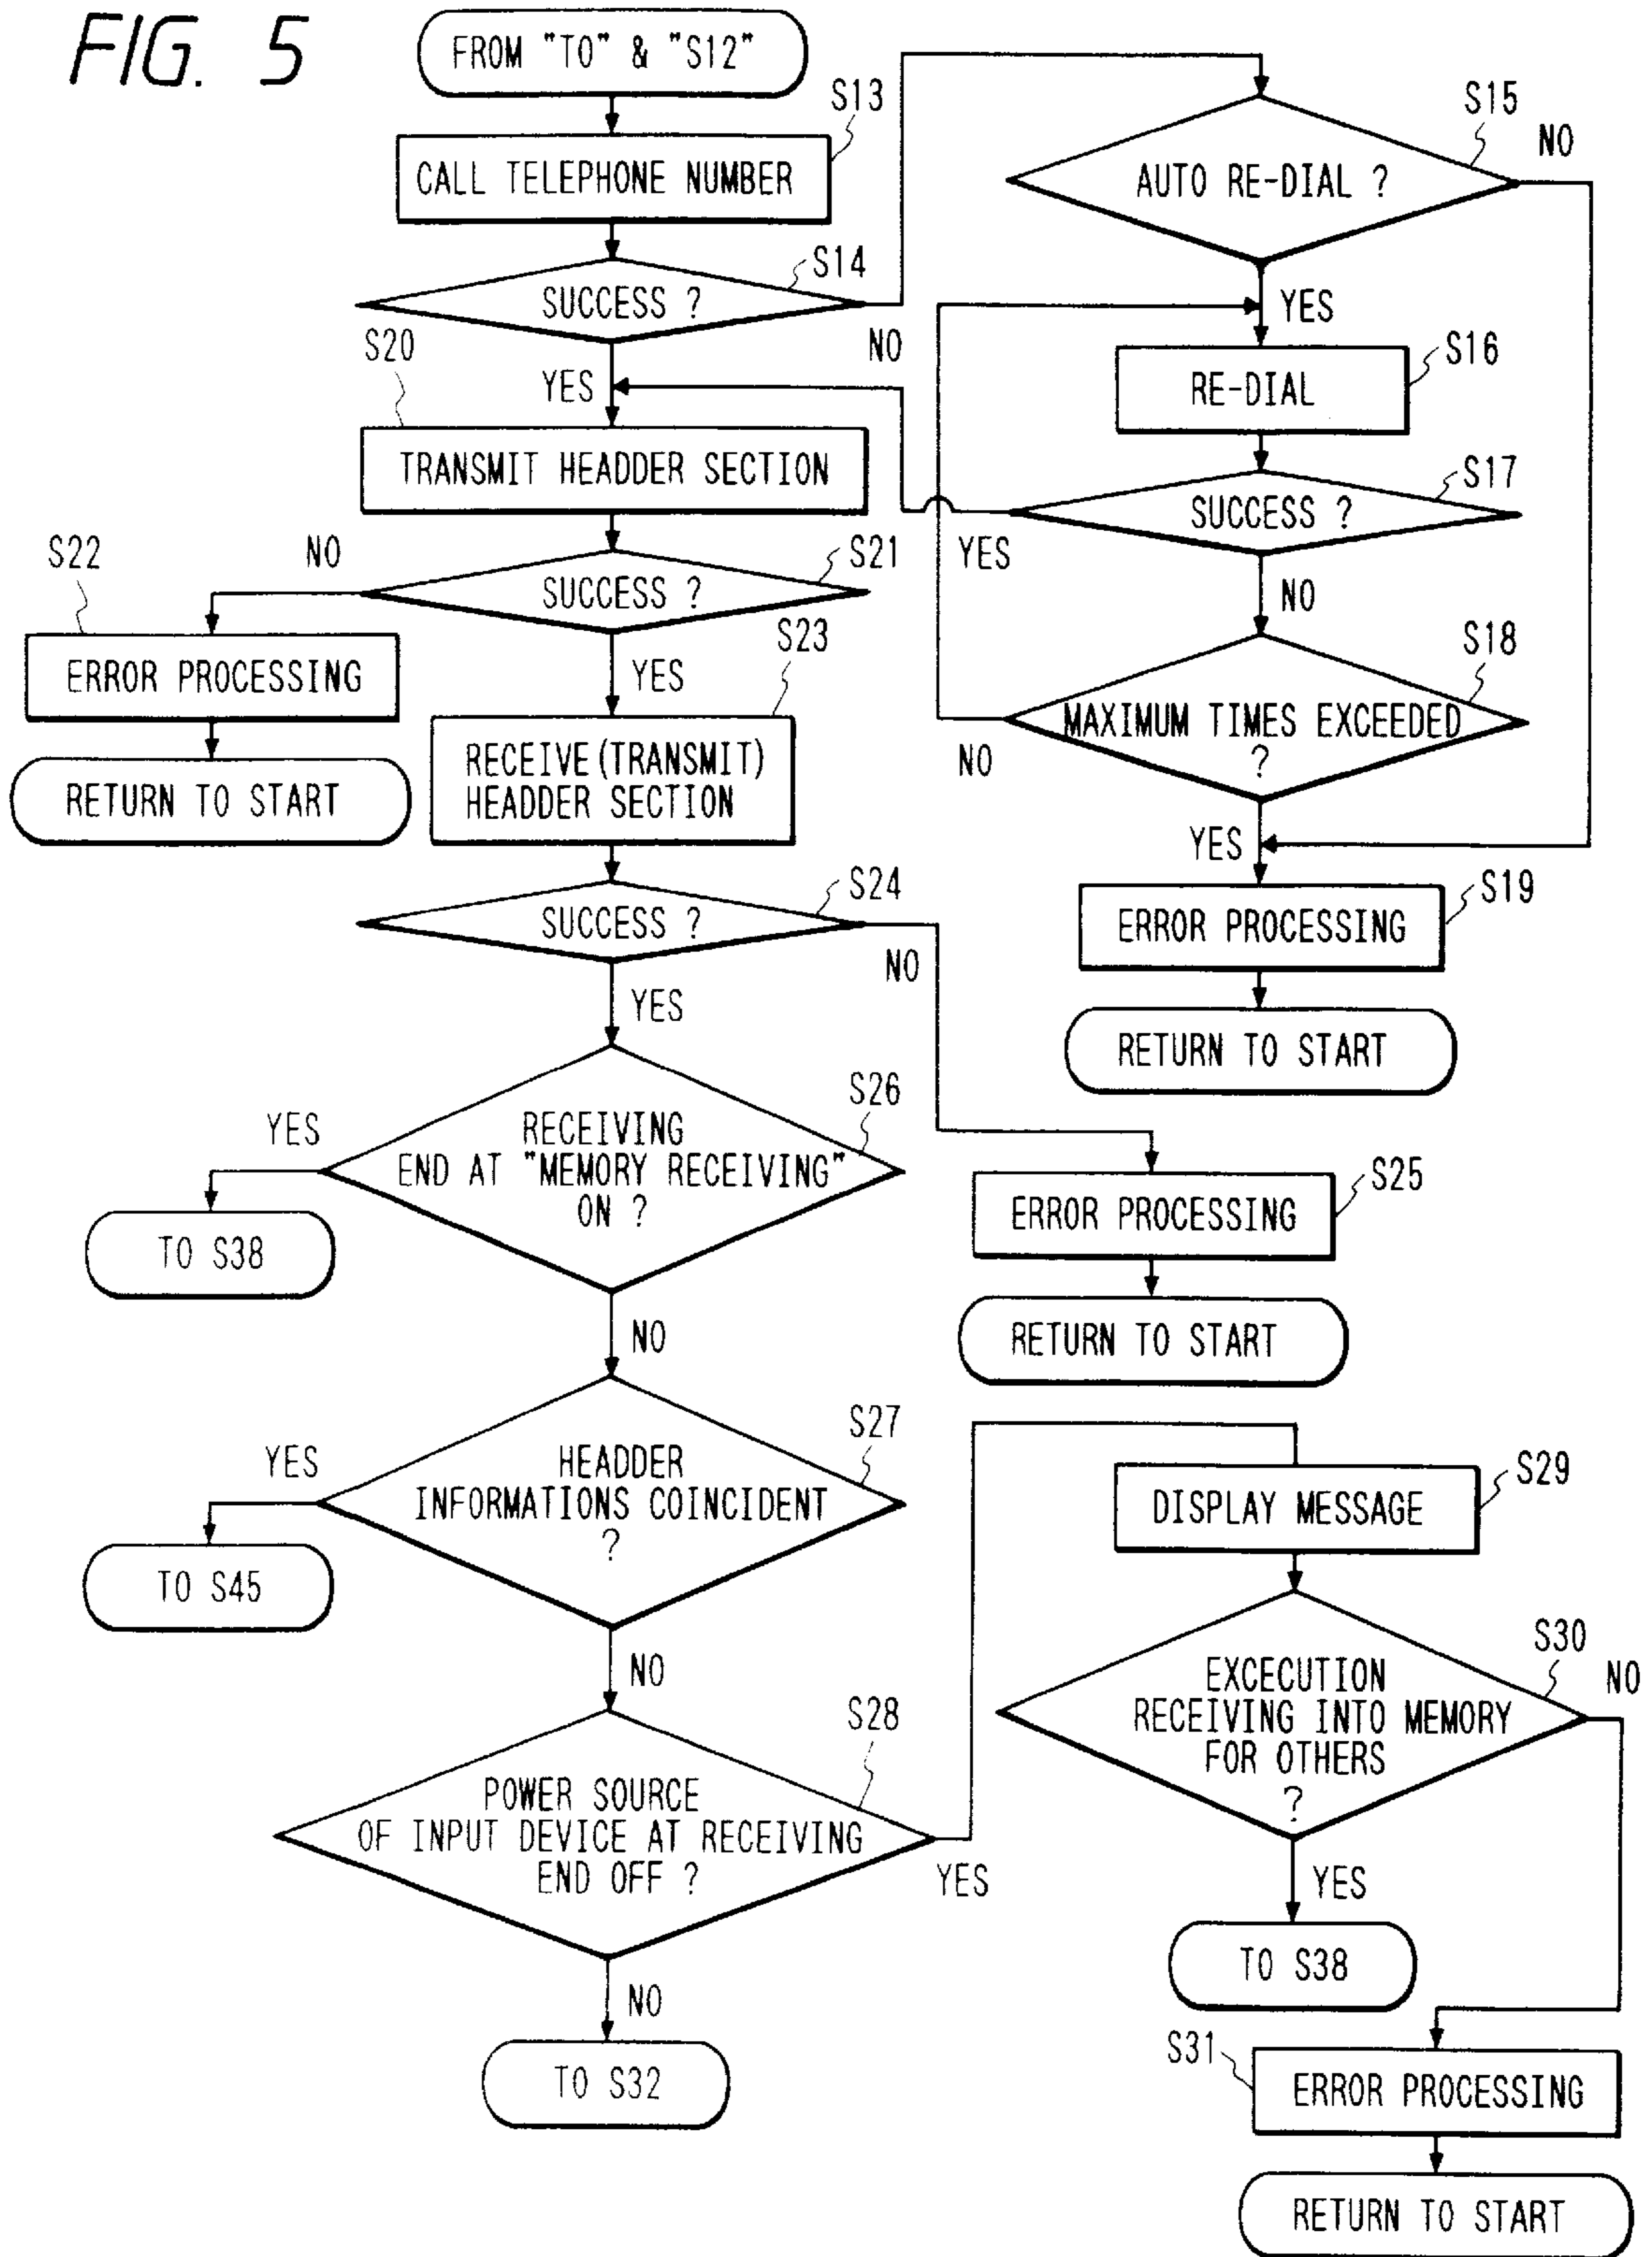 FIG. 5
FROM "TO" & "S12"
S13
CALL TELEPHONE NUMBER
S14
SUCCESS ?
NO
YES
S15
AUTO RE-DIAL ?
NO
YES
S16
RE-DIAL
S17
SUCCESS ?
YES
NO
S18
MAXIMUM TIMES EXCEEDED
?
NO
YES
S19
ERROR PROCESSING
RETURN TO START
S20
TRANSMIT HEADDER SECTION
S21
SUCCESS ?
NO
YES
S22
ERROR PROCESSING
RETURN TO START
S23
RECEIVE(TRANSMIT)
HEADDER SECTION
S24
SUCCESS ?
NO
YES
S25
ERROR PROCESSING
RETURN TO START
S26
RECEIVING
END AT "MEMORY RECEIVING"
ON ?
YES
TO S38
NO
S27
HEADDER
INFORMATIONS COINCIDENT
?
YES
TO S45
NO
S28
POWER SOURCE
OF INPUT DEVICE AT RECEIVING
END OFF ?
YES
NO
TO S32
S29
DISPLAY MESSAGE
S30
EXCECUTION
RECEIVING INTO MEMORY
FOR OTHERS
?
NO
YES
TO S38
S31
ERROR PROCESSING
RETURN TO START